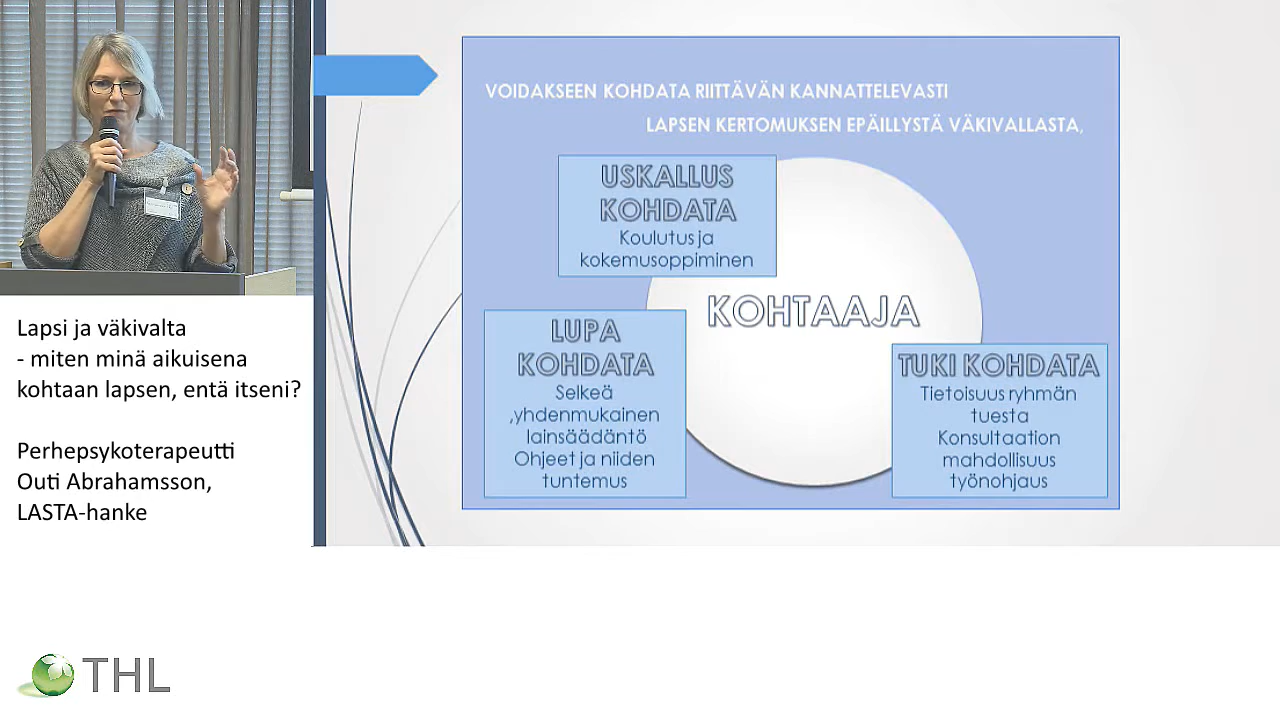 Lapsi ja väkivalta
- miten minä aikuisena
kohtaan lapsen, entä itseni?
Perhepsykoterapeutti
Outi Abrahamsson,
LASTA-hanke
THL
VOIDAKSEEN KOHDATA RIITTÄVÄN KANNATTELEVASTI
LAPSEN KERTOMUKSEN EPÄILLYSTÄ VÄKIVALLASTA,
USKALLUS
KOHDATA
Koulutus ja
kokemusoppiminen
KOHTAAJA
LUPA
KOHDATA
Selkeä
,yhdenmukainen
lainsäädäntö
Ohjeet ja niiden
tuntemus
TUKI KOHDATA
Tietoisuus ryhmän
tuesta
Konsultaation
mahdollisuus
työnohjaus